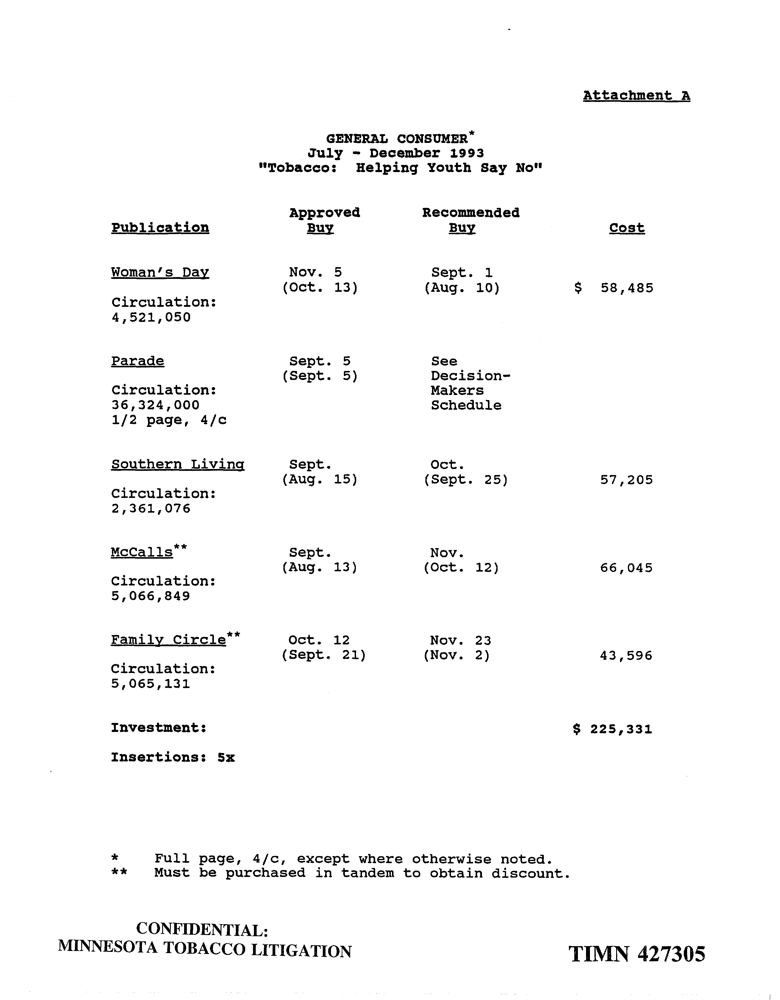 Attachment A
GENERAL CONSUMER*
July - December 1993
"Tobacco: Helping Youth Say No"
Approved Recommended
Publication Buy Buy Cost
Woman's Day Nov. 5 Sept. 1
(Oct. 13) (Aug. 10) $ 58,485
Circulation:
4,521,050
Parade Sept. 5 See
(Sept. 5) Decision-
Circulation: Makers
36,324,000 Schedule
1/2 page, 4/c
Southern Living Sept. Oct.
(Aug. 15) (Sept. 25) 57,205
Circulation:
2,361,076
McCalls** Sept. Nov.
(Aug. 13) (Oct. 12) 66,045
Circulation:
5,066,849
Family Circle** Oct. 12 Nov. 23
(Sept. 21) (Nov. 2) 43,596
Circulation:
5,065,131
Investment: $ 225,331
Insertions: 5x
* Full page, 4/c, except where otherwise noted.
** Must be purchased in tandem to obtain discount.
CONFIDENTIAL:
MINNESOTA TOBACCO LITIGATION
TIMN 427305